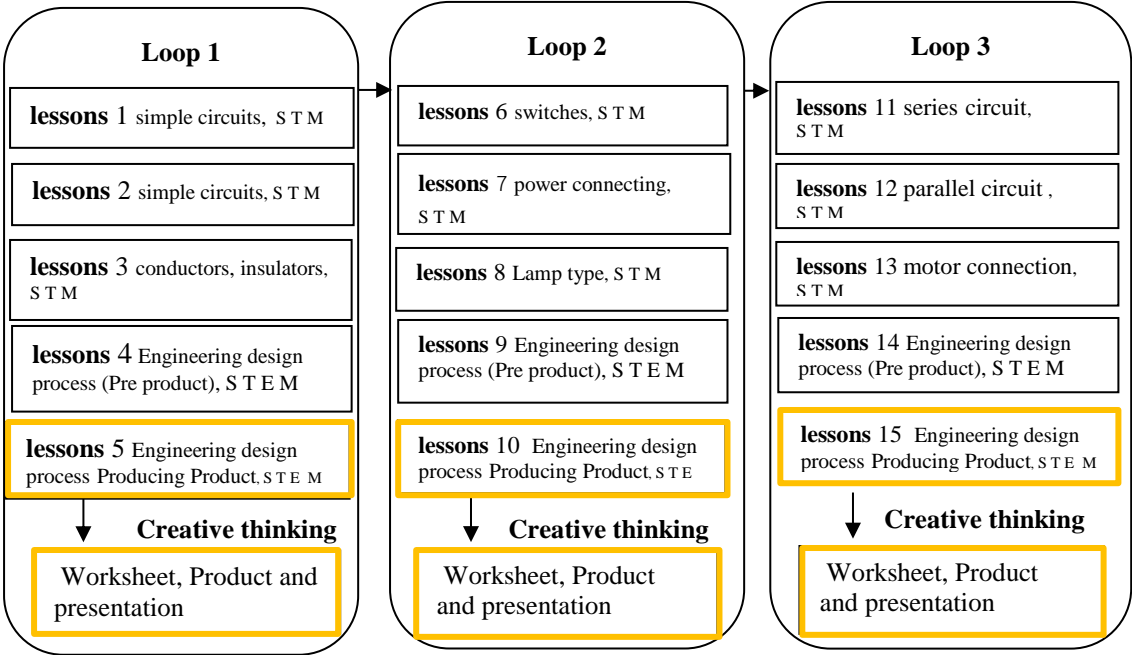 Loop 1
lessons 1 simple circuits, S T M
lessons 2 simple circuits, S T M
lessons 3 conductors, insulators,
S T M
lessons 4 Engineering design
process (Pre product), S T E M
lessons 5 Engineering design
process Producing Product, S T E M
Creative thinking
Worksheet, Product and
presentation
Loop 2
lessons 6 switches, S T M
lessons 7 power connecting,
S T M
lessons 8 Lamp type, S T M
lessons 9 Engineering design
process (Pre product), S T E M
lessons 10 Engineering design
process Producing Product, S T E
Creative thinking
Worksheet, Product
and presentation
Loop 3
lessons 11 series circuit,
S T M
lessons 12 parallel circuit ,
S T M
lessons 13 motor connection,
S T M
lessons 14 Engineering design
process (Pre product), S T E M
lessons 15 Engineering design
process Producing Product, S T E M
Creative thinking
Worksheet, Product
and presentation